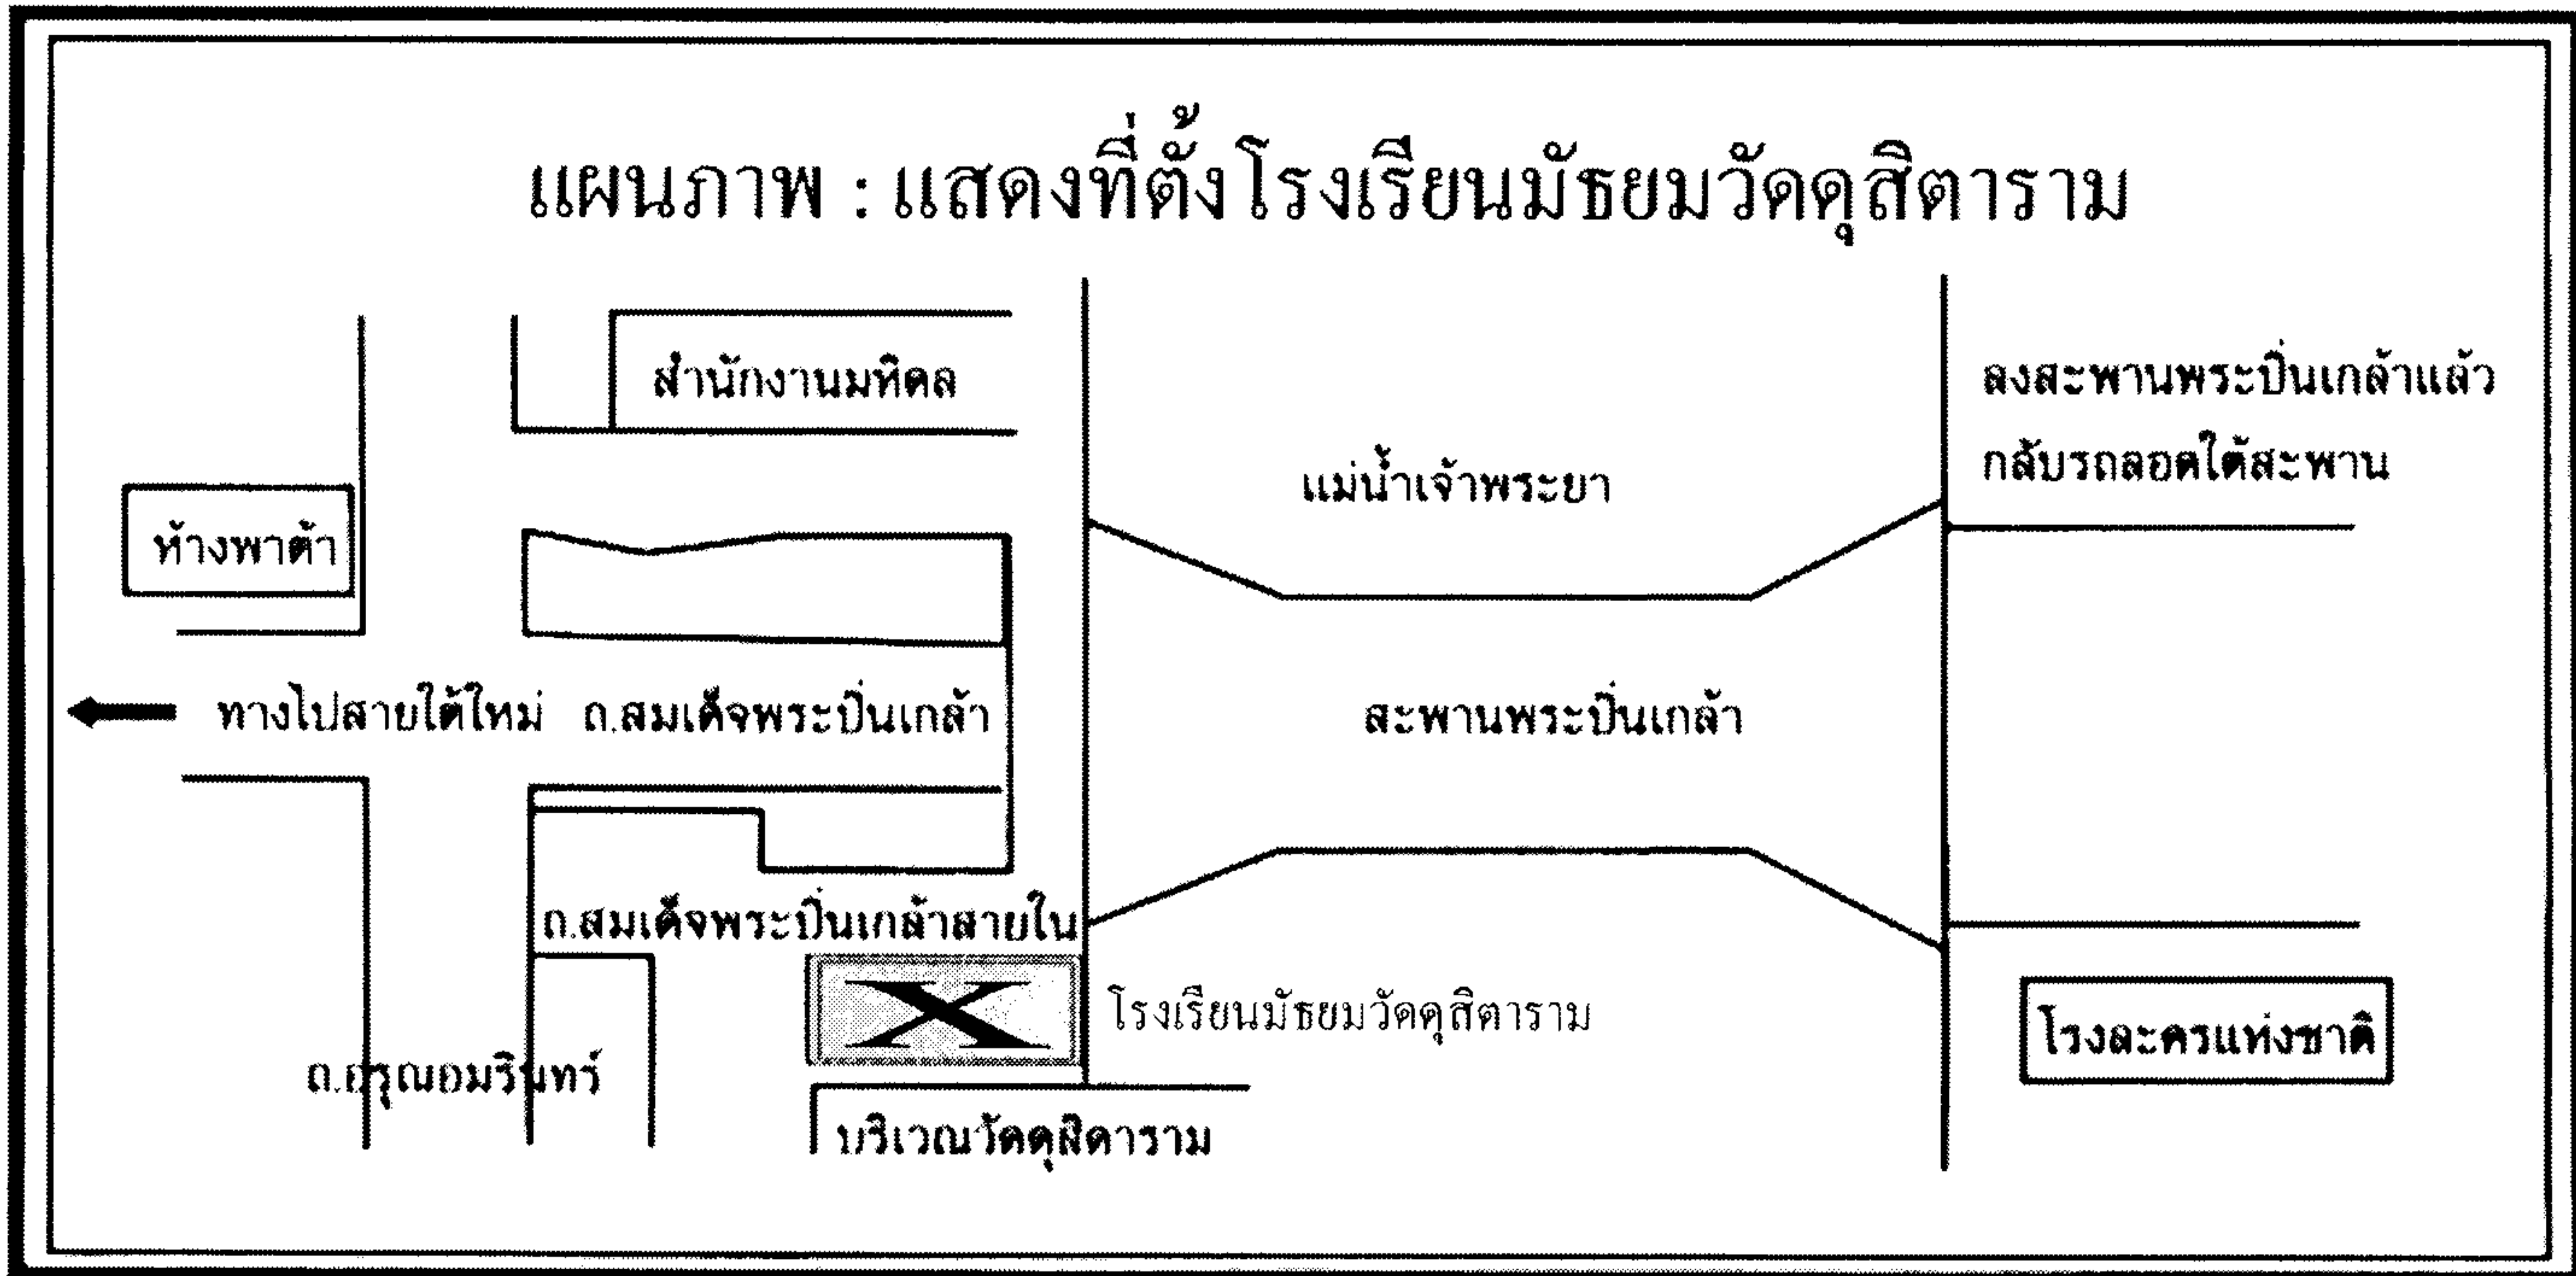 แผนภาพ : แสดงที่ตั้งโรงเรียนมัธยมวัดดุสิตาราม
สำนักงานมหิดล
ลงสะพานพระปิ่นเกล้าแล้ว
กลับรถลอดใต้สะพาน
แม่น้ำเจ้าพระยา
ห้างพาต้า
ทางไปสายใต้ใหม่
ถ.สมเด็จพระปิ่นเกล้า
สะพานพระปิ่นเกล้า
ถ.สมเด็จพระปิ่นเกล้าสายใน
X
โรงเรียนมัธยมวัดดุสิตาราม
โรงละครแห่งชาติ
ถ.อรุณอมรินทร์
บริเวณวัดดุสิดาราม